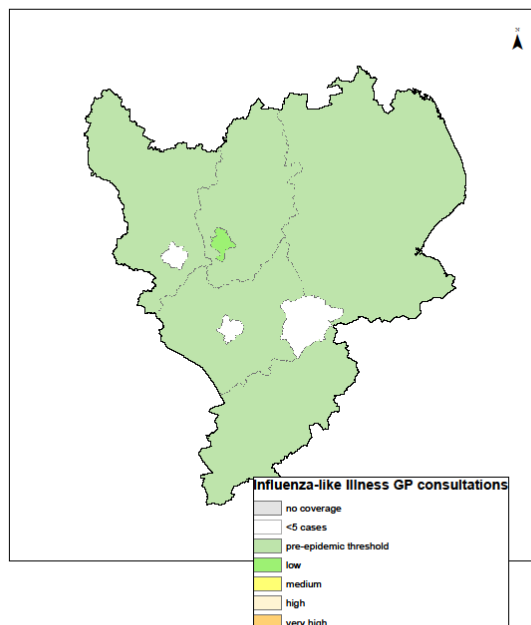 Influenza-like Illness GP consultations
no coverage
<5 cases
pre-epidemic threshold
low
medium
high
very high